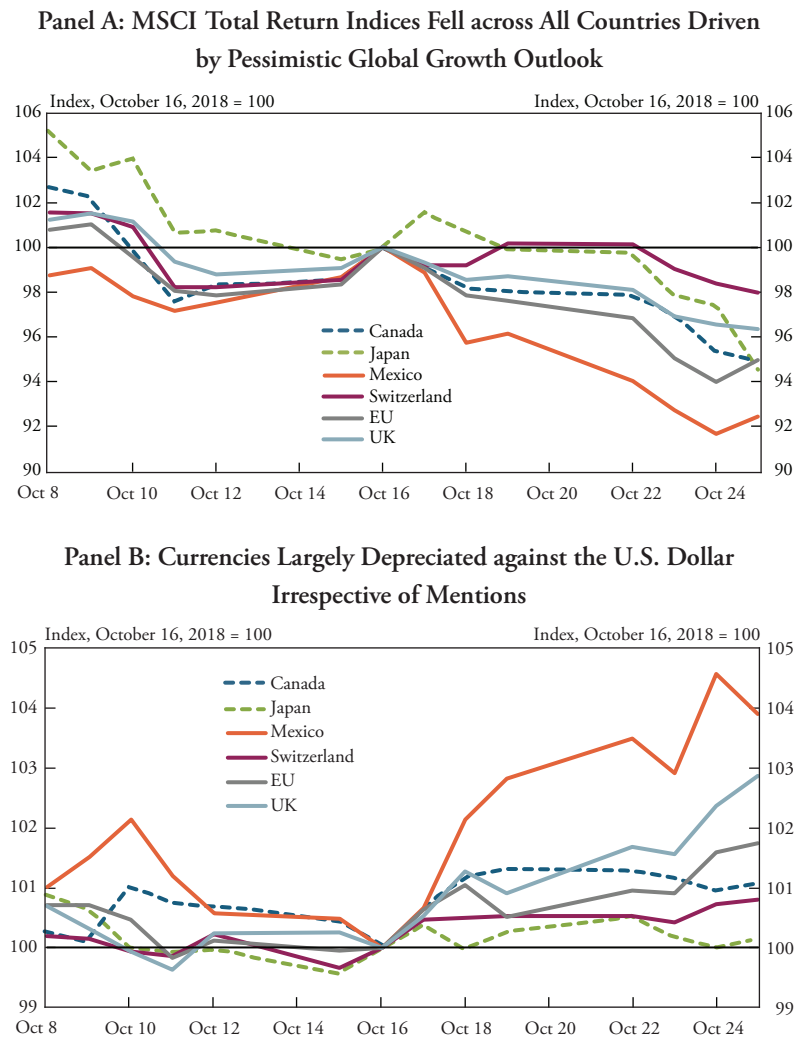 Panel A: MSCI Total Return Indices Fell across All Countries Driven
by Pessimistic Global Growth Outlook
Index, October 16, 2018 = 100
Index, October 16, 2018 = 100
106
104
102
100
98
96
94
92
90
106
104
102
100
98
96
94
92
90
Canada
Japan
Mexico
Switzerland
EU
UK
Oct 8
Oct 10
Oct 12
Oct 14
Oct 16
Oct 18
Oct 20
Oct 22
Oct 24
Panel B: Currencies Largely Depreciated against the U.S. Dollar
Irrespective of Mentions
Index, October 16, 2018 = 100
Index, October 16, 2018 = 100
105
104
103
102
101
100
99
105
104
103
102
101
100
99
Canada
Japan
Mexico
Switzerland
EU
UK
Oct 8
Oct 10
Oct 12
Oct 14
Oct 16
Oct 18
Oct 20
Oct 22
Oct 24